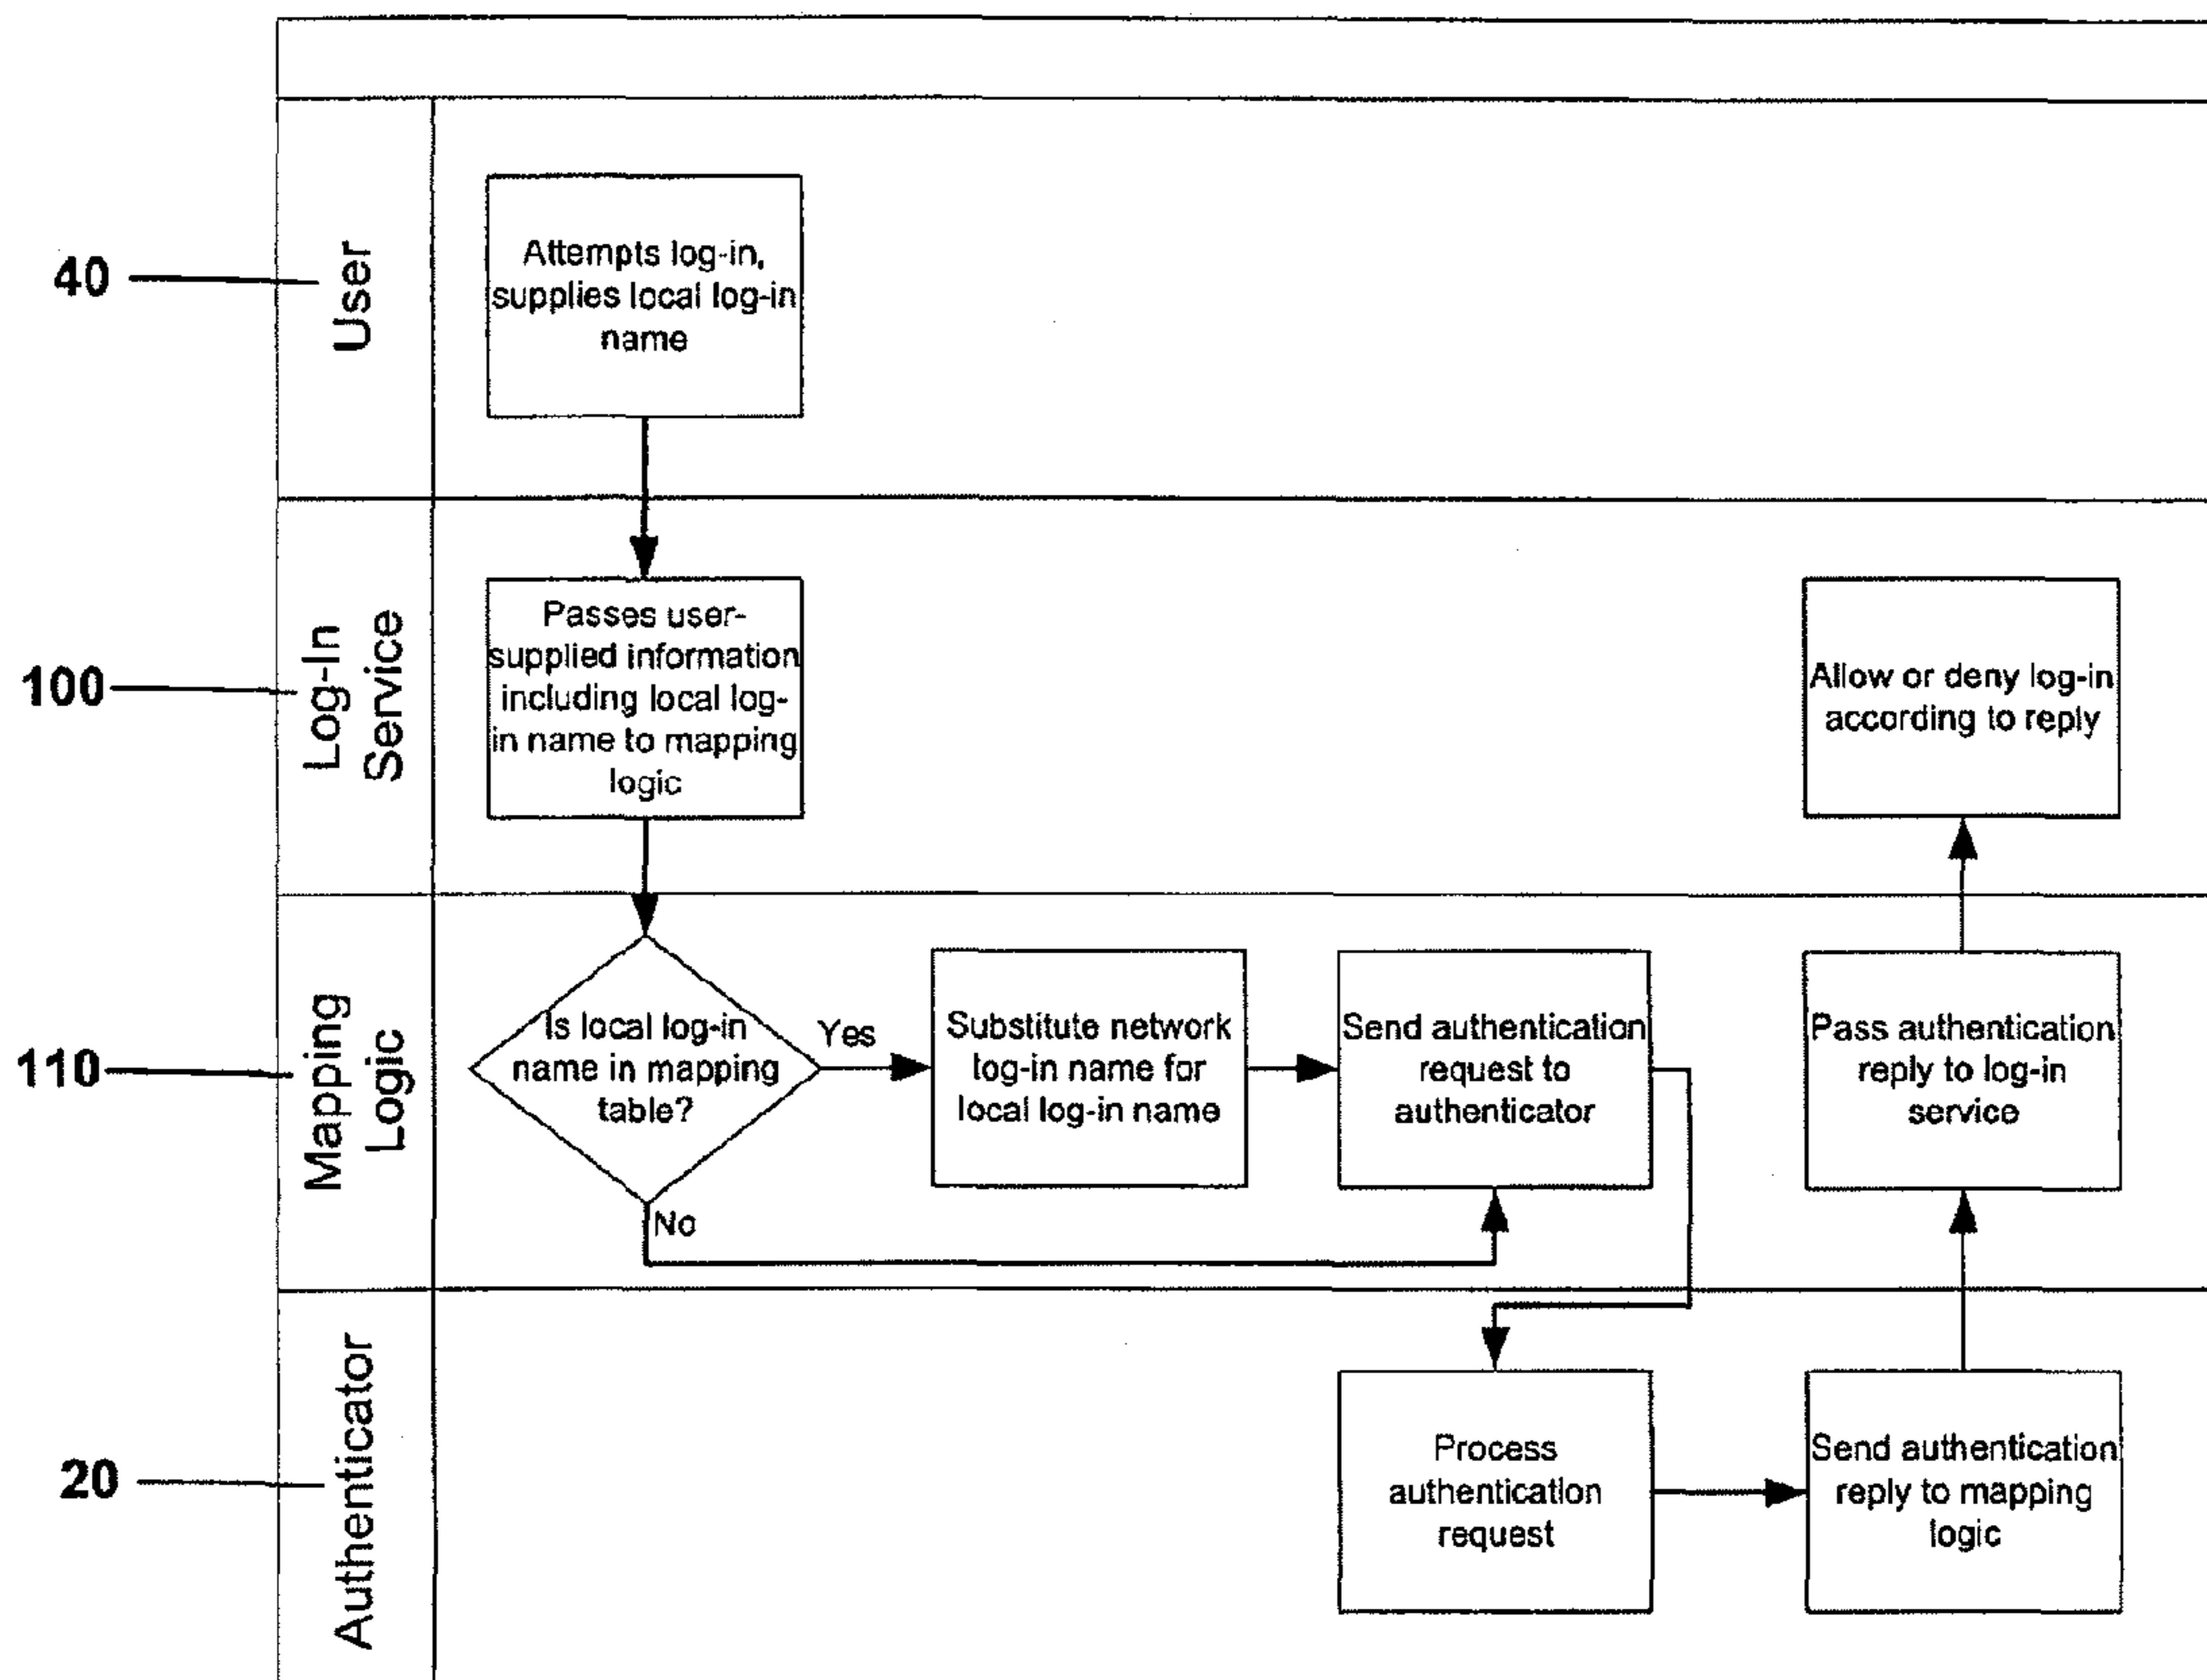 40
User
Attempts log-in,
supplies local log-in
name
100
Log-In
Service
Passes user-
supplied information
including local log-
in name to mapping
logic
Allow or deny log-in
according to reply
110
Mapping
Logic
Is local log-in
name in mapping
table?
Yes
No
Substitute network
log-in name for
local log-in name
Send authentication
request to
authenticator
Pass authentication
reply to log-in
service
20
Authenticator
Process
authentication
request
Send authentication
reply to mapping
logic